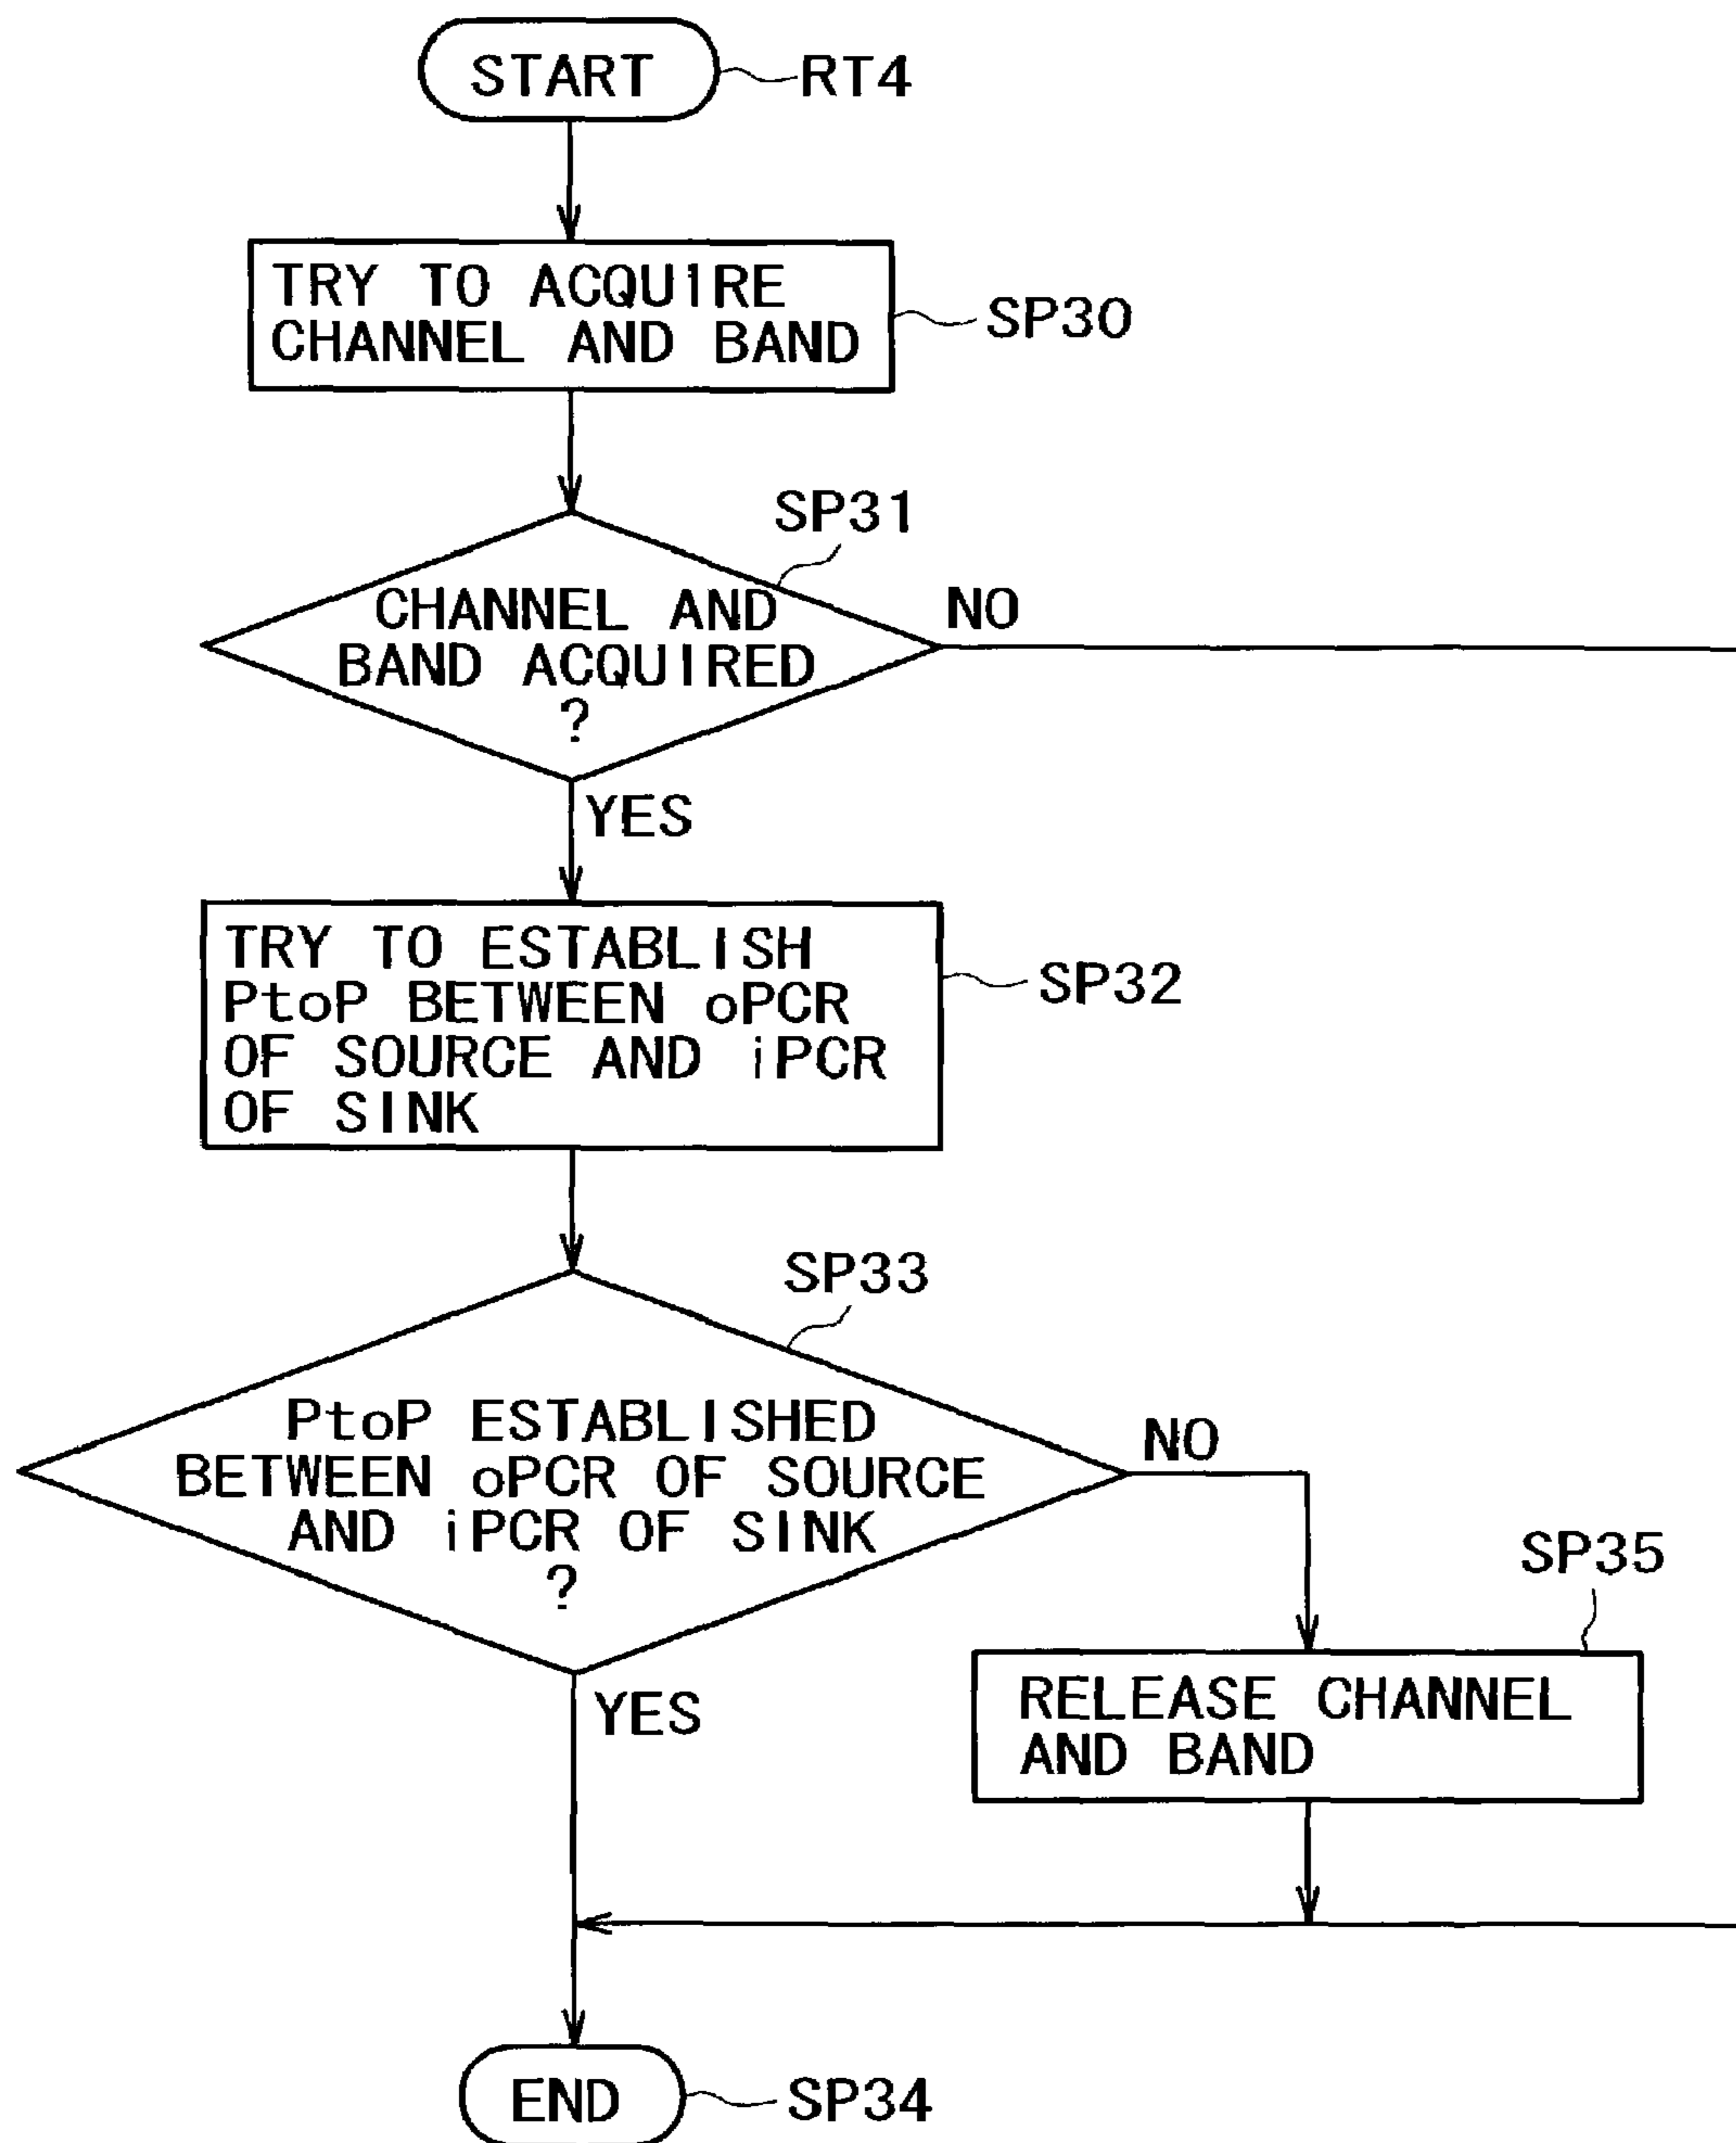 START
RT4
TRY TO ACQUIRE
CHANNEL AND BAND
SP30
SP31
CHANNEL AND
BAND ACQUIRED
?
NO
YES
TRY TO ESTABLISH
PtoP BETWEEN oPCR
OF SOURCE AND iPCR
OF SINK
SP32
SP33
PtoP ESTABLISHED
BETWEEN oPCR OF SOURCE
AND iPCR OF SINK
?
NO
YES
SP35
RELEASE CHANNEL
AND BAND
END
SP34